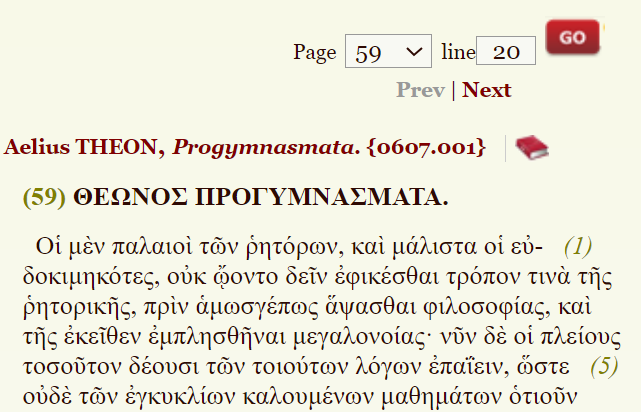 Page 59 line 20 GO
Prev | Next
Aelius THEON, Progymnasmata. {0607.001}
(59) ΘΕΩΝΟΣ ΠΡΟΓΥΜΝΑΣΜΑΤΑ.
Οἱ μὲν παλαιοὶ τῶν ῥητόρων, καὶ μάλιστα οἱ εὐ- (1)
δοκιμηκότες, οὐκ ᾤοντο δεῖν ἐφικέσθαι τρόπον τινὰ τῆς
ῥητορικῆς, πρὶν ἁμωσγέπως ἅψασθαι φιλοσοφίας, καὶ
τῆς ἐκεῖθεν ἐμπλησθῆναι μεγαλονοίας· νῦν δὲ οἱ πλείους
τοσοῦτον δέουσι τῶν τοιούτων λόγων ἐπαΐειν, ὥστε (5)
οὐδὲ τῶν ἐγκυκλίων καλουμένων μαθημάτων ὁτιοῦν